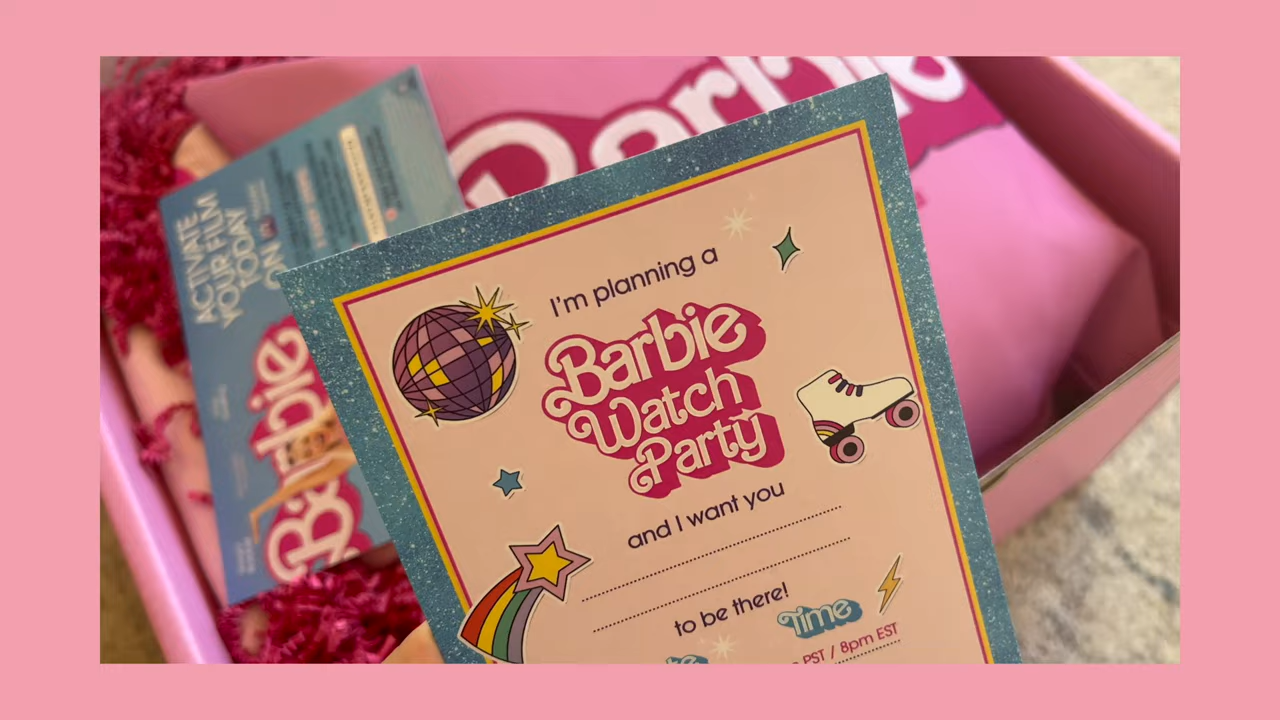 Barbie
ACTIVATE
YOUR FILM
TODAY
ON
Barbie
I'm planning a
Barbie
Watch
Party
and I want you
to be there!
Time
PST / 8pm EST